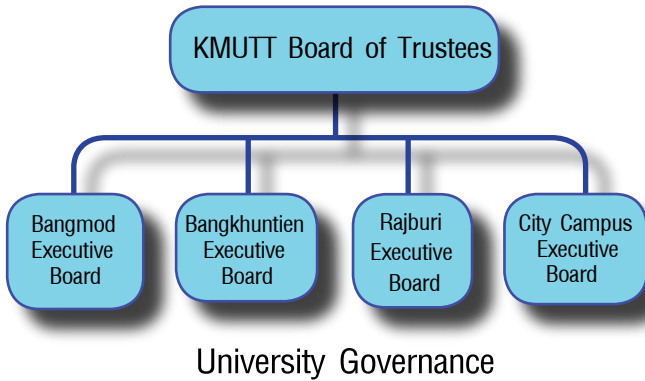 KMUTT Board of Trustees
Bangmod
Executive
Board
Bangkhuntien
Executive
Board
Rajburi
Executive
Board
City Campus
Executive
Board
University Governance